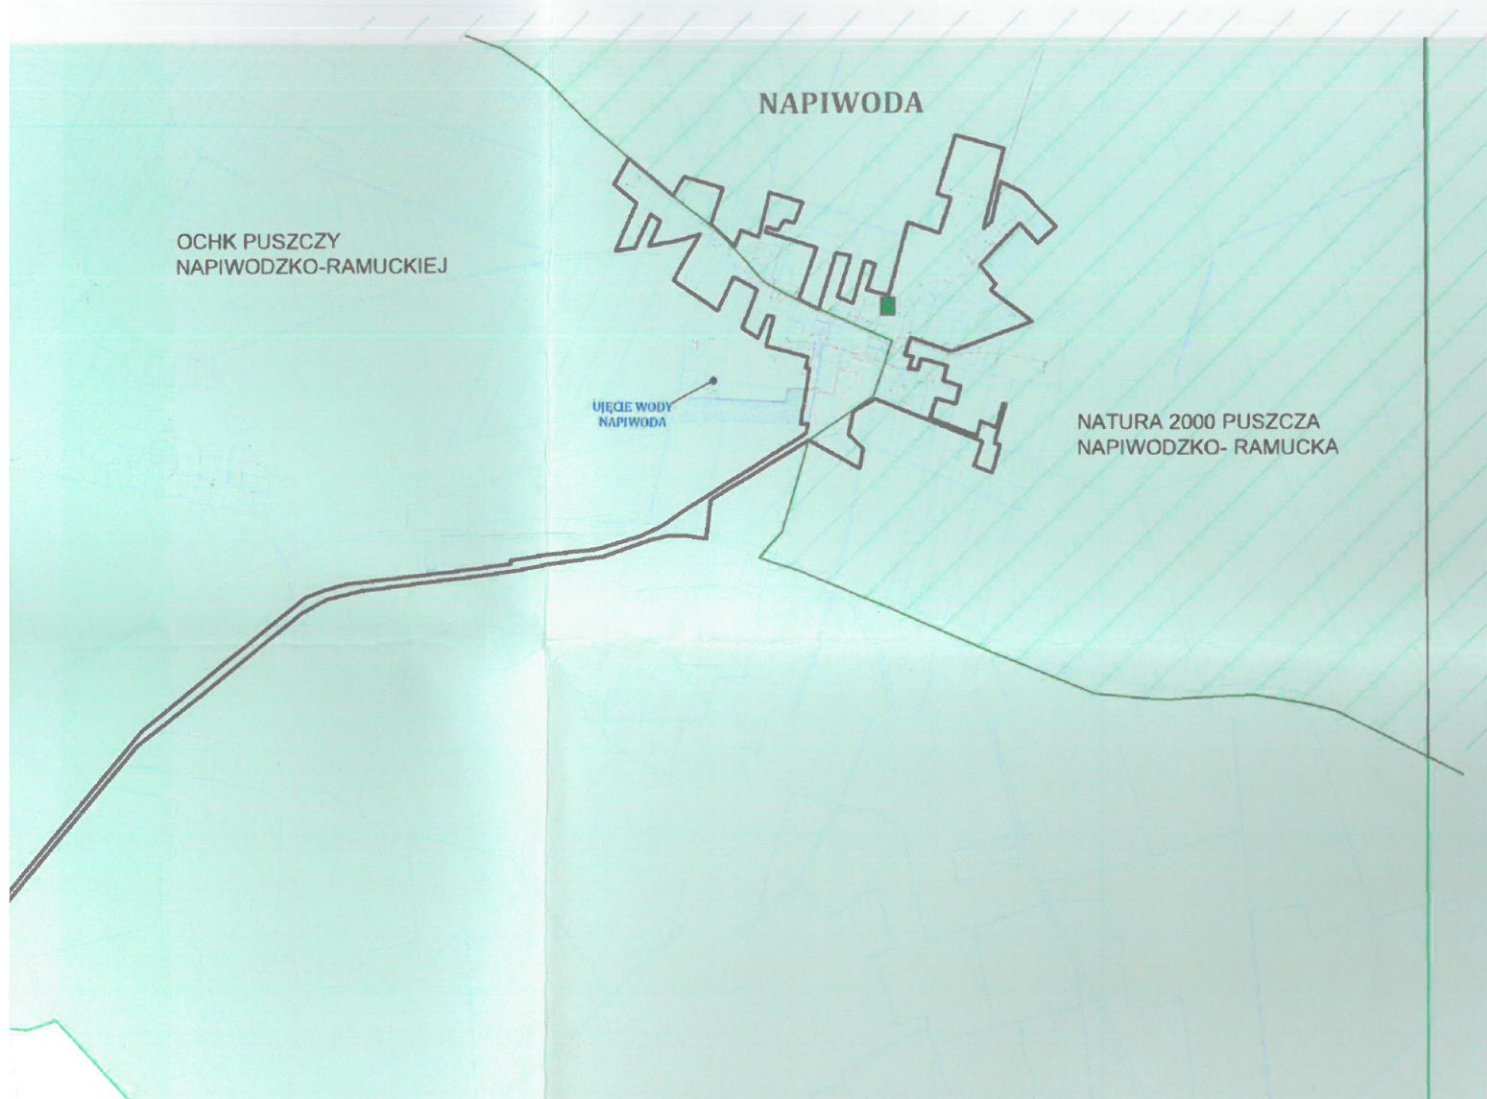 NAPIWODA
OCHK PUSZCZY
NAPIWODZKO-RAMUCKIEJ
UJĘCIE WODY
NAPIWODA
NATURA 2000 PUSZCZA
NAPIWODZKO- RAMUCKA